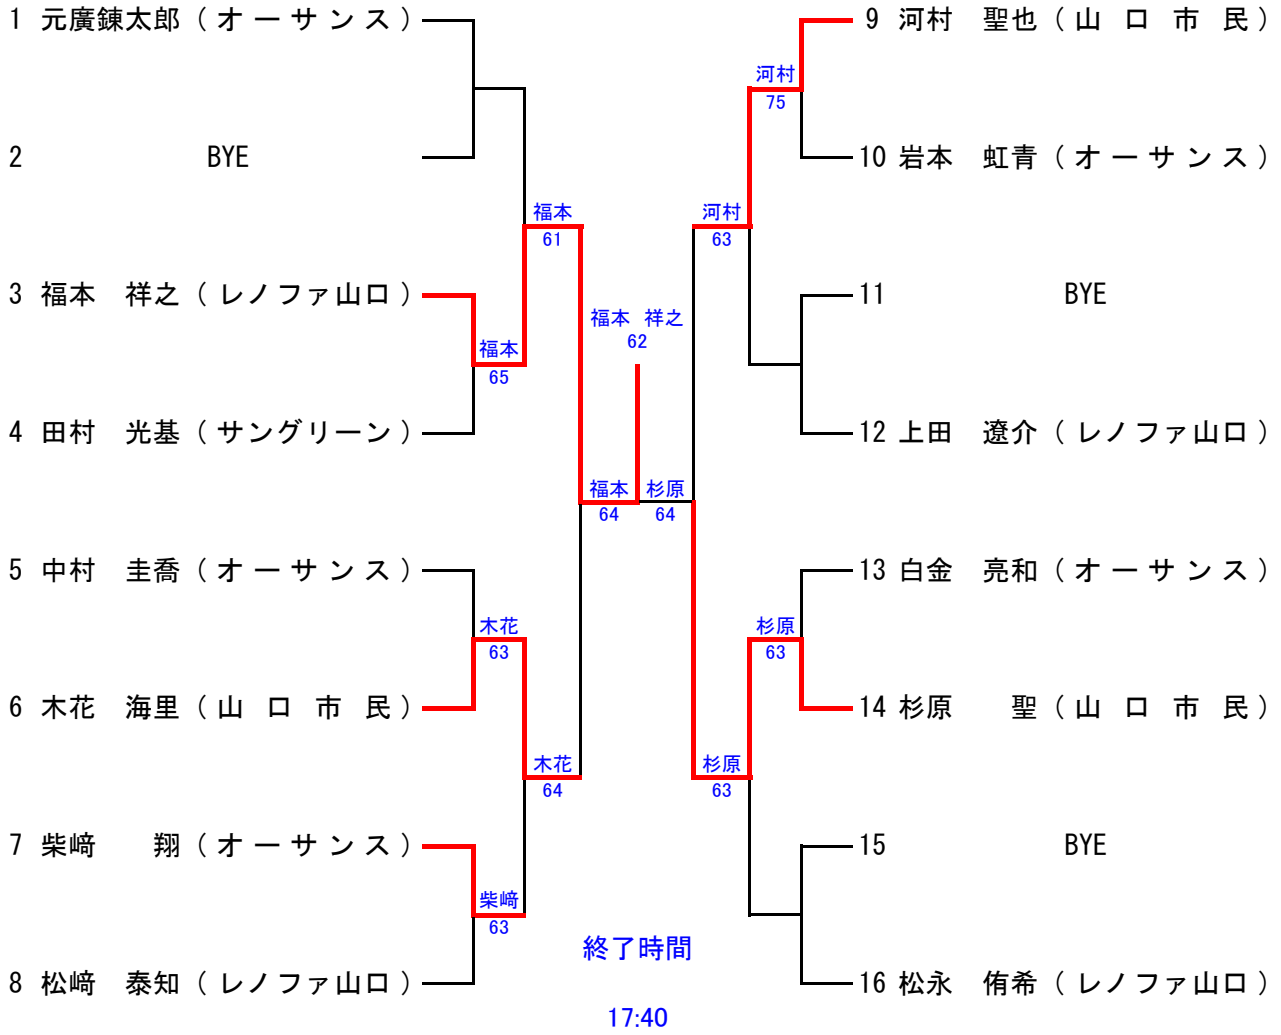 1 元廣錬太郎 ( オーサンス )
2 BYE
3 福本 祥之 ( レノファ山口 )
4 田村 光基 ( サングリーン )
5 中村 圭喬 ( オーサンス )
6 木花 海里 ( 山口市民 )
7 柴﨑 翔 ( オーサンス )
8 松﨑 泰知 ( レノファ山口 )
福本
65
木花
63
柴﨑
63
福本
61
木花
64
福本
64
福本 祥之
62
杉原
64
河村
63
杉原
63
河村
75
杉原
63
9 河村 聖也 ( 山口市民 )
10 岩本 虹青 ( オーサンス )
11 BYE
12 上田 遼介 ( レノファ山口 )
13 白金 亮和 ( オーサンス )
14 杉原 聖 ( 山口市民 )
15 BYE
16 松永 侑希 ( レノファ山口 )
終了時間
17:40